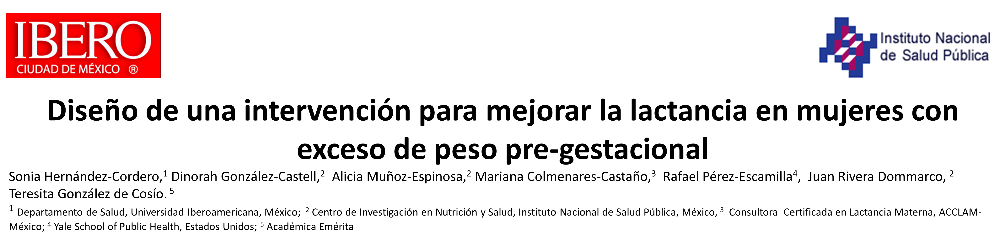 IBERO
CIUDAD DE MÉXICO ®
Instituto Nacional
de Salud Pública
Diseño de una intervención para mejorar la lactancia en mujeres con
exceso de peso pre-gestacional
Sonia Hernández-Cordero,¹ Dinorah González-Castell,² Alicia Muñoz-Espinosa,² Mariana Colmenares-Castaño,³ Rafael Pérez-Escamilla⁴, Juan Rivera Dommarco, ²
Teresita González de Cosío. ⁵
¹ Departamento de Salud, Universidad Iberoamericana, México; ² Centro de Investigación en Nutrición y Salud, Instituto Nacional de Salud Pública, México, ³ Consultora Certificada en Lactancia Materna, ACCLAM-
México; ⁴ Yale School of Public Health, Estados Unidos; ⁵ Académica Emérita